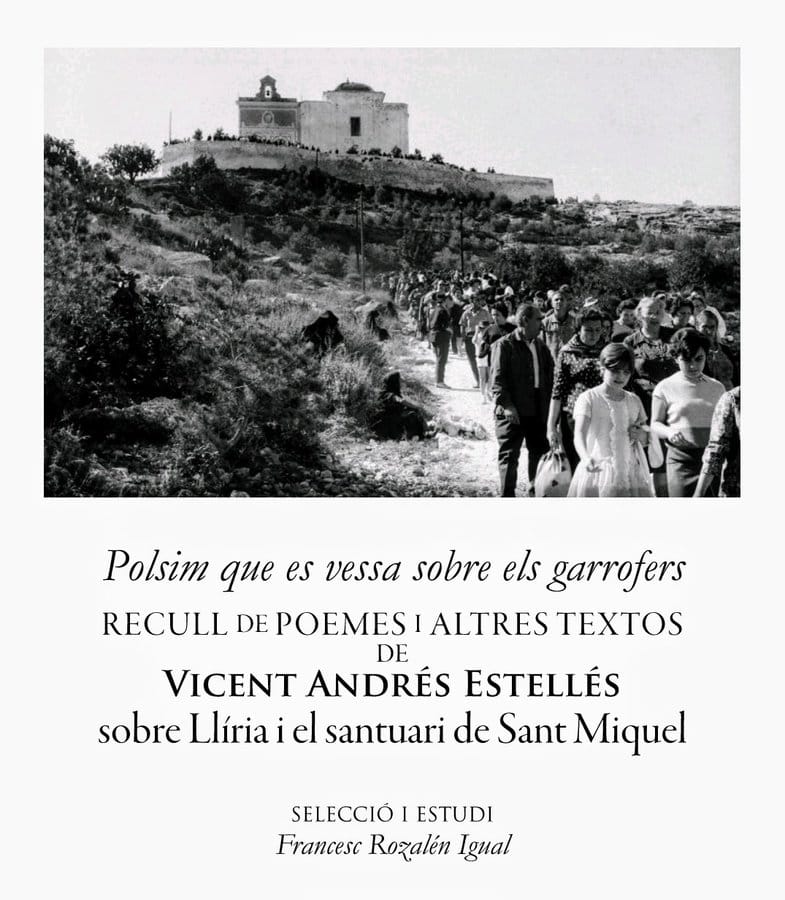 Polsim que es vessa sobre els garrofers
RECULL DE POEMES I ALTRES TEXTOS
DE
VICENT ANDRÉS ESTELLÉS
sobre Llíria i el santuari de Sant Miquel
SELECCIÓ I ESTUDI
Francesc Rozalén Igual